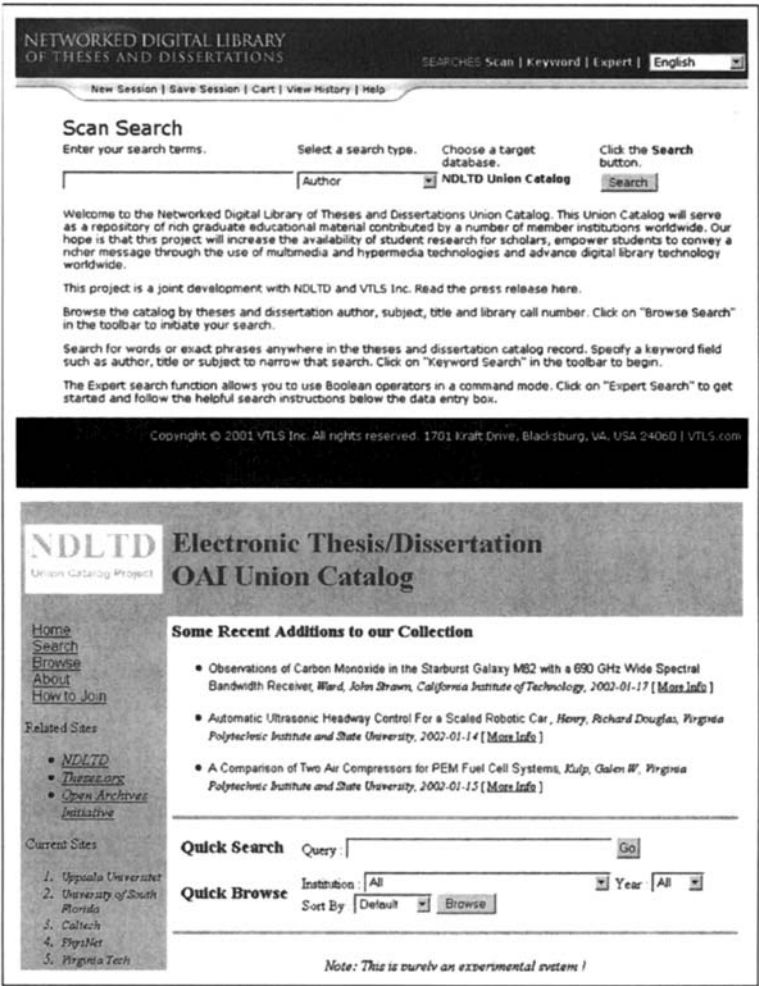 NETWORKED DIGITAL LIBRARY
OF THESES AND DISSERTATIONS
SEARCHES Scan | Keyword | Expert | English
New Session | Save Session | Cart | View History | Help
Scan Search
Enter your search terms. Select a search type. Choose a target database. Click the Search button.
Author NDLTD Union Catalog Search
Welcome to the Networked Digital Library of Theses and Dissertations Union Catalog. This Union Catalog will serve
as a repository of rich graduate educational material contributed by a number of member institutions worldwide. Our
hope is that this project will increase the availability of student research for scholars, empower students to convey a
richer message through the use of multimedia and hypermedia technologies and advance digital library technology
worldwide.
This project is a joint development with NDLTD and VTLS Inc. Read the press release here.
Browse the catalog by theses and dissertation author, subject, title and library call number. Click on "Browse Search"
in the toolbar to initiate your search.
Search for words or exact phrases anywhere in the theses and dissertation catalog record. Specify a keyword field
such as author, title or subject to narrow that search. Click on "Keyword Search" in the toolbar to begin.
The Expert search function allows you to use Boolean operators in a command mode. Click on "Expert Search" to get
started and follow the helpful search instructions below the data entry box.
Copyright © 2001 VTLS Inc. All rights reserved. 1701 Kraft Drive, Blacksburg, VA, USA 24060 | VTLS.com
NDLTD
Union Catalog Project
Electronic Thesis/Dissertation
OAI Union Catalog
Home
Search
Browse
About
How to Join
Related Sites
• NDLTD
• Theses.org
• Open Archives
Initiative
Current Sites
1. Uppsala Universitet
2. University of South
Florida
3. Caltech
4. PhysNet
5. Virginia Tech
Some Recent Additions to our Collection
• Observations of Carbon Monoxide in the Starburst Galaxy M82 with a 690 GHz Wide Spectral
Bandwidth Receiver, Ward, John Strawn, California Institute of Technology, 2002-01-17 [ More Info ]
• Automatic Ultrasonic Headway Control For a Scaled Robotic Car , Henry, Richard Douglas, Virginia
Polytechnic Institute and State University, 2002-01-14 [ More Info ]
• A Comparison of Two Air Compressors for PEM Fuel Cell Systems, Kulp, Galen W, Virginia
Polytechnic Institute and State University, 2002-01-15 [ More Info ]
Quick Search Query : Go
Quick Browse Institution : All Year : All
Sort By Default Browse
Note: This is purely an experimental system !